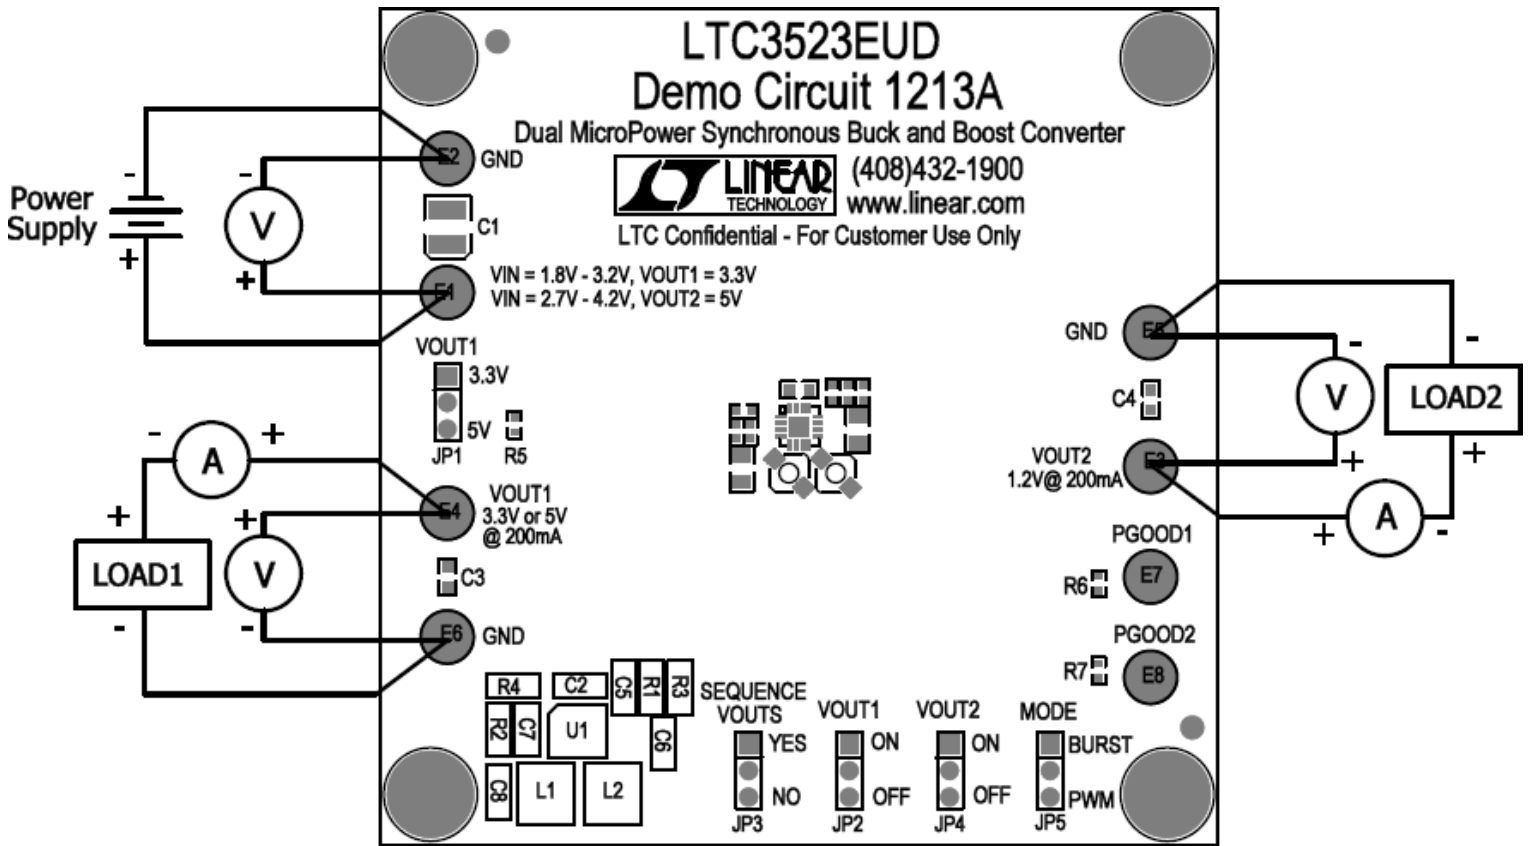 LTC3523EUD
Demo Circuit 1213A
Dual MicroPower Synchronous Buck and Boost Converter
LINEAR
TECHNOLOGY
(408)432-1900
www.linear.com
LTC Confidential - For Customer Use Only
Power
Supply
-
+
-
V
+
E2
GND
C1
E1
VIN = 1.8V - 3.2V, VOUT1 = 3.3V
VIN = 2.7V - 4.2V, VOUT2 = 5V
VOUT1
3.3V
5V
JP1
R5
-
A
+
+
LOAD1
-
+
V
-
E4
VOUT1
3.3V or 5V
@ 200mA
C3
E6
GND
GND
E5
C4
VOUT2
1.2V@ 200mA
E3
-
V
+
-
LOAD2
+
+
A
-
PGOOD1
E7
R6
PGOOD2
E8
R7
R4
C2
C5
R1
R3
R2
C7
U1
C6
C8
L1
L2
SEQUENCE
VOUTS
YES
NO
JP3
VOUT1
ON
OFF
JP2
VOUT2
ON
OFF
JP4
MODE
BURST
PWM
JP5